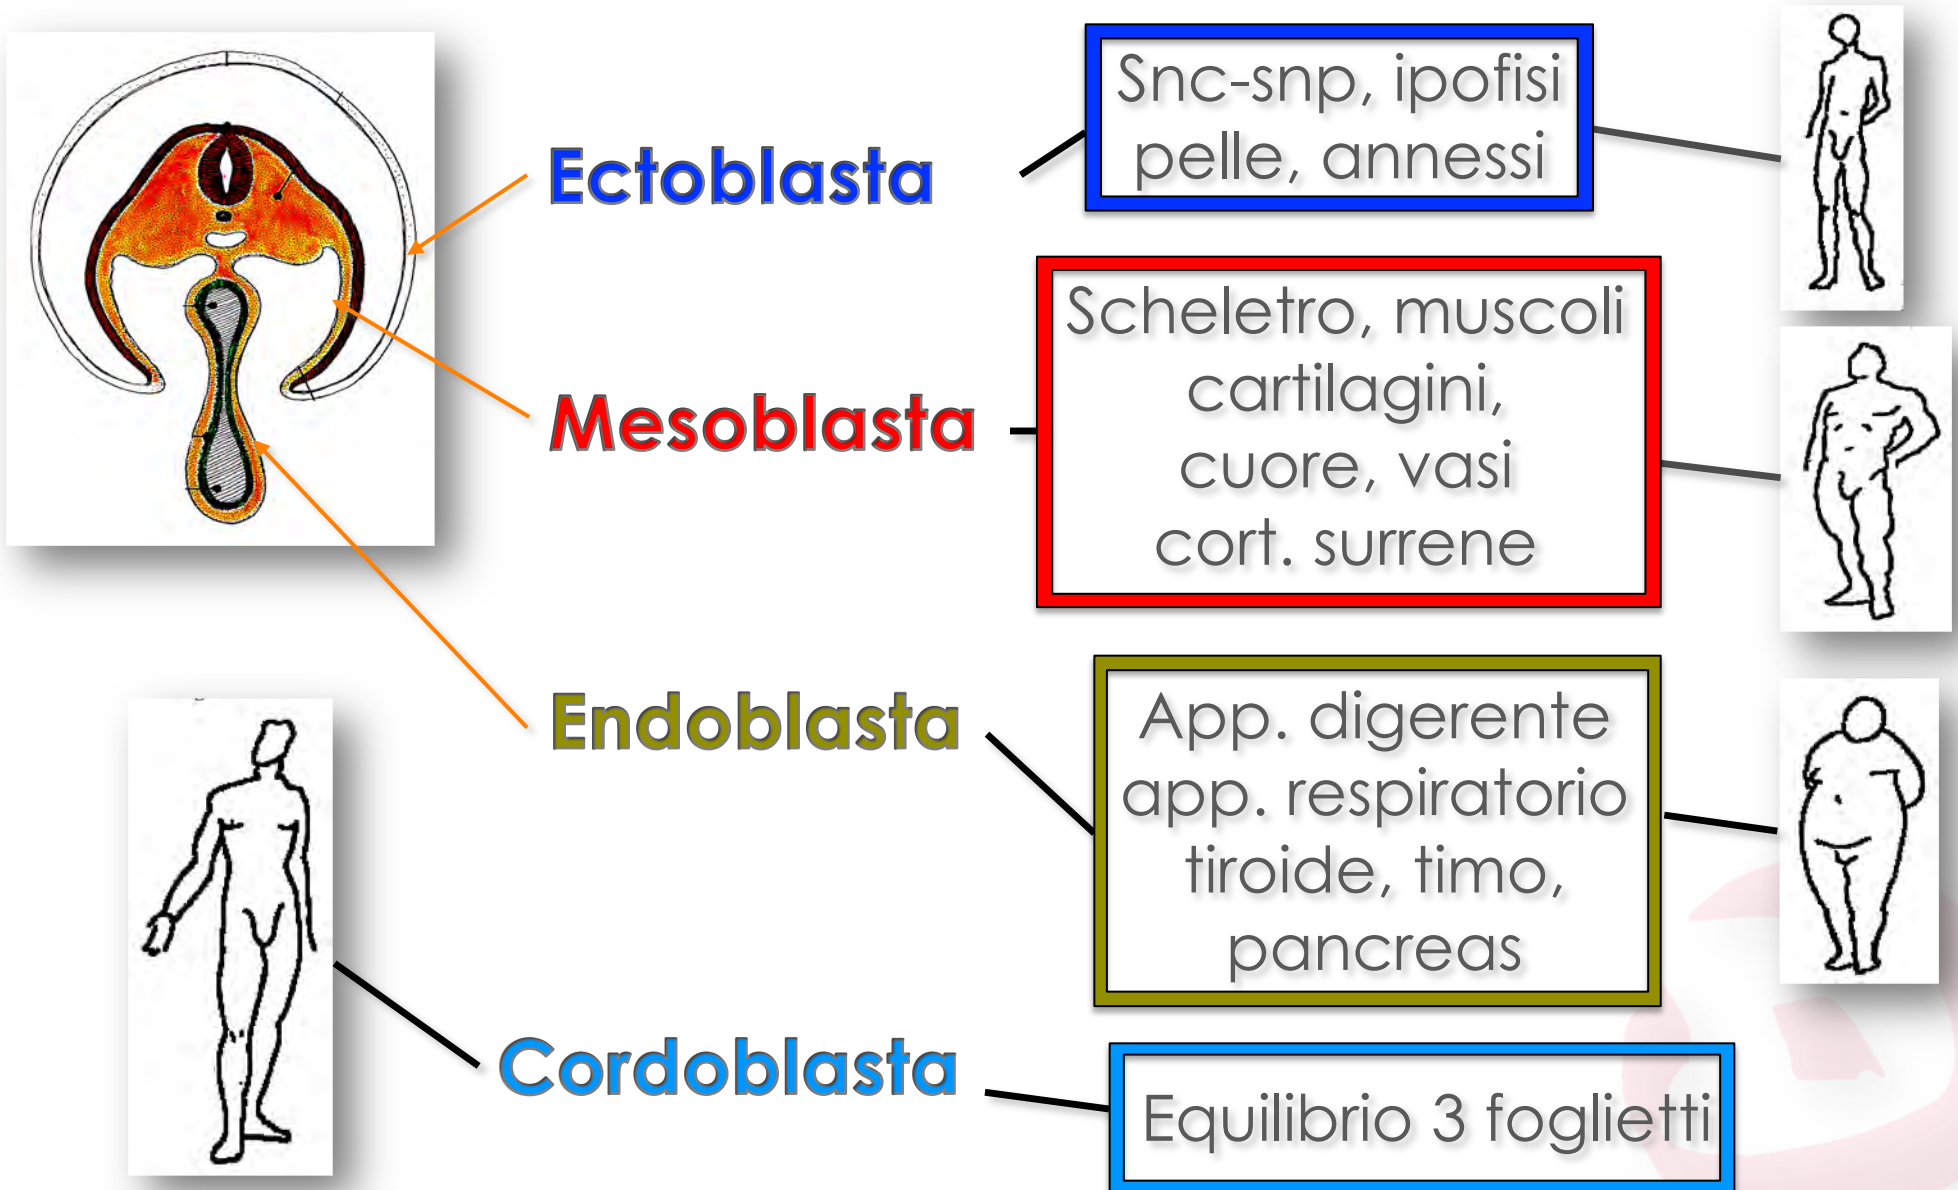 Ectoblasta
Snc-snp, ipofisi
pelle, annessi
Mesoblasta
Scheletro, muscoli
cartilagini,
cuore, vasi
cort. surrene
Endoblasta
App. digerente
app. respiratorio
tiroide, timo,
pancreas
Cordoblasta
Equilibrio 3 foglietti